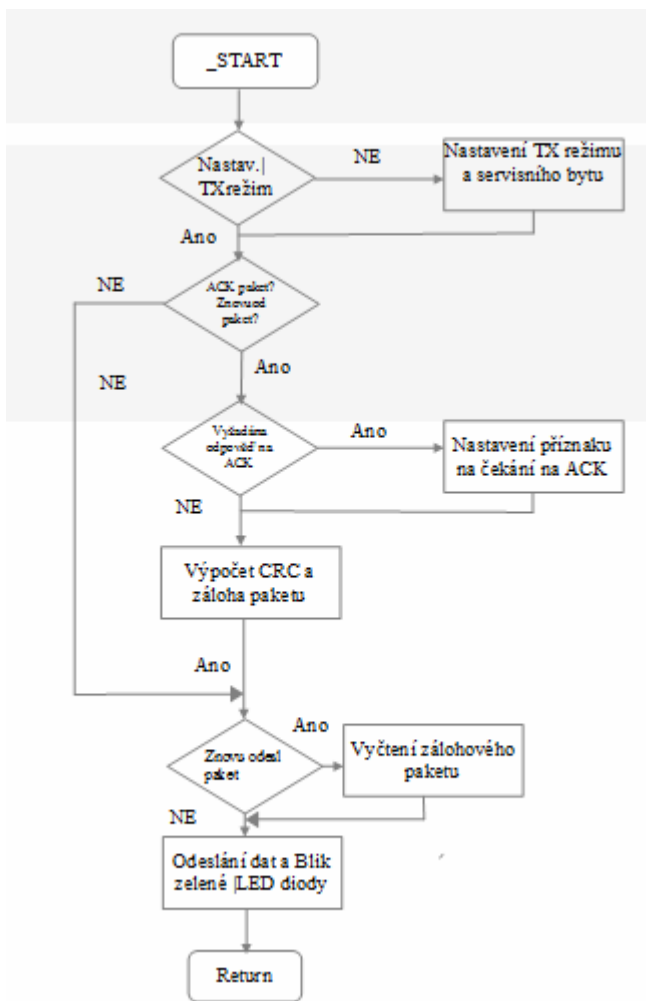 _START
Nastav.|
TXrežim
NE
Nastavení TX režimu
a servisního bytu
Ano
NE
ACK paket?
Znovuod
paket?
NE
Ano
Vyžadána
odpověď na
ACK
Ano
Nastavení příznaku
na čekání na ACK
NE
Výpočet CRC a
záloha paketu
Ano
Znovu odesl
paket
Ano
Vyčtení zálohového
paketu
NE
Odeslání dat a Blik
zelené |LED diody
Return